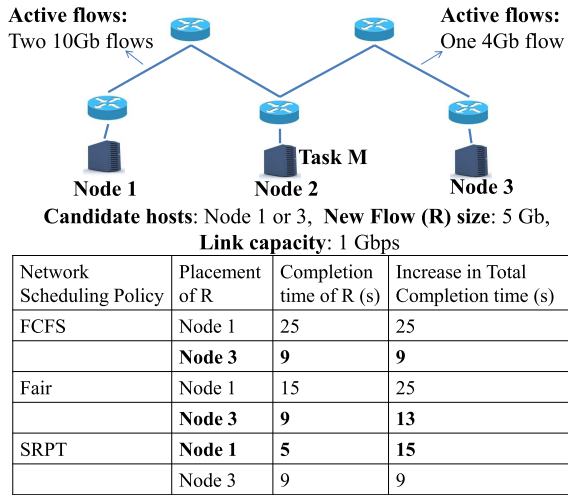 Active flows:
Two 10Gb flows
Active flows:
One 4Gb flow
Task M
Node 1
Node 2
Node 3
Candidate hosts: Node 1 or 3, New Flow (R) size: 5 Gb,
Link capacity: 1 Gbps
Network Scheduling Policy | Placement of R | Completion time of R (s) | Increase in Total Completion time (s)
FCFS | Node 1 | 25 | 25
Node 3 | 9 | 9
Fair | Node 1 | 15 | 25
Node 3 | 9 | 13
SRPT | Node 1 | 5 | 15
Node 3 | 9 | 9